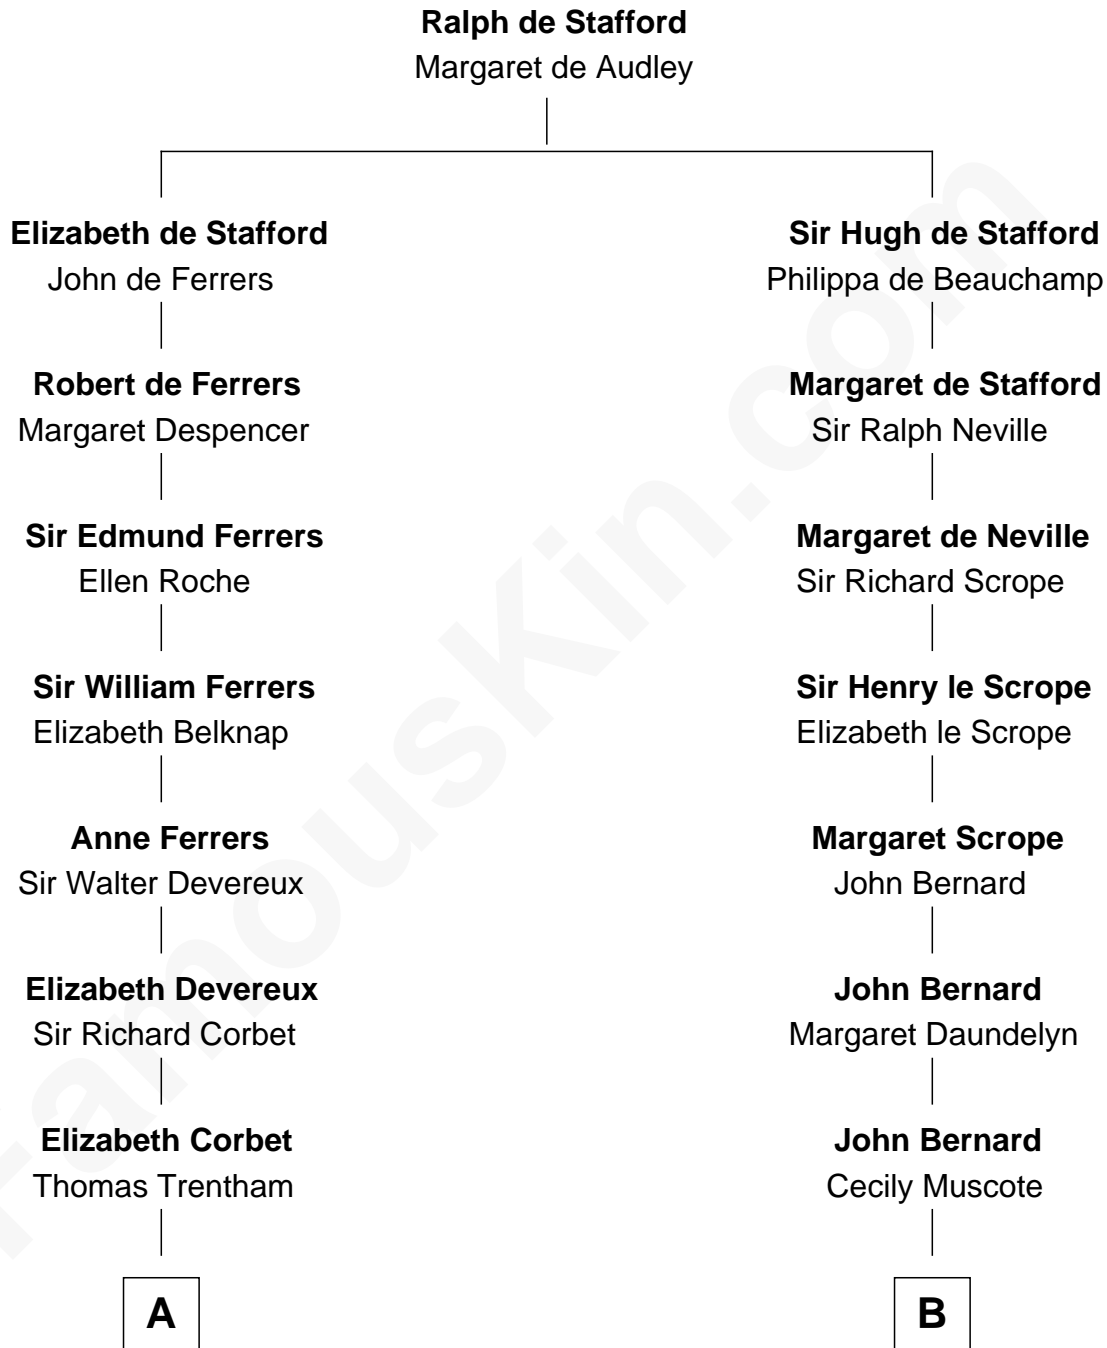 Ralph de Stafford
Margaret de Audley
Elizabeth de Stafford
John de Ferrers
Sir Hugh de Stafford
Philippa de Beauchamp
Robert de Ferrers
Margaret Despencer
Margaret de Stafford
Sir Ralph Neville
Sir Edmund Ferrers
Ellen Roche
Margaret de Neville
Sir Richard Scrope
Sir William Ferrers
Elizabeth Belknap
Sir Henry le Scrope
Elizabeth le Scrope
Anne Ferrers
Sir Walter Devereux
Margaret Scrope
John Bernard
Elizabeth Devereux
Sir Richard Corbet
John Bernard
Margaret Daundelyn
Elizabeth Corbet
Thomas Trentham
John Bernard
Cecily Muscote
A
B
FamousKin.com